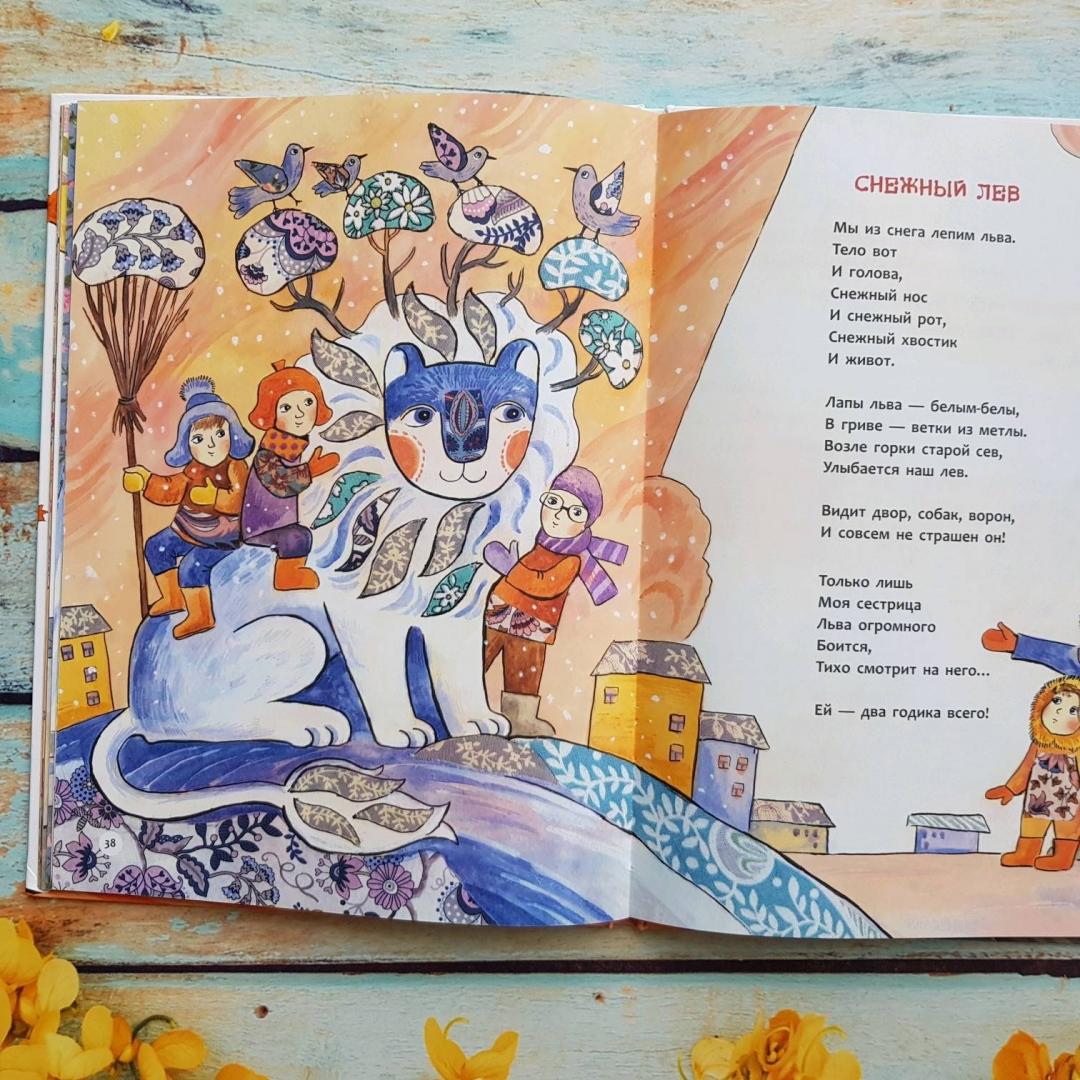 СНЕЖНЫЙ ЛЕВ
Мы из снега лепим льва.
Тело вот
И голова,
Снежный нос
И снежный рот,
Снежный хвостик
И живот.
Лапы льва — белым-белы,
В гриве — ветки из метлы.
Возле горки старой сев,
Улыбается наш лев.
Видит двор, собак, ворон,
И совсем не страшен он!
Только лишь
Моя сестрица
Льва огромного
Боится,
Тихо смотрит на него...
Ей — два годика всего!
38